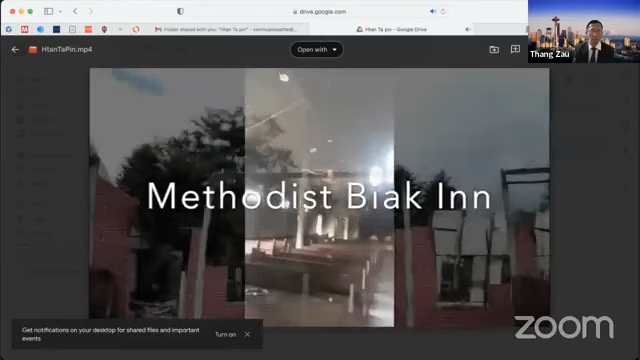 drive.google.com
Folder shared with you: "Htan Ta pin"
Htan Ta pin - Google Drive
HtanTaPin.mp4
Open with
Thang Zau
Methodist Biak Inn
Get notifications on your desktop for shared files and important
events
Turn on
zoom